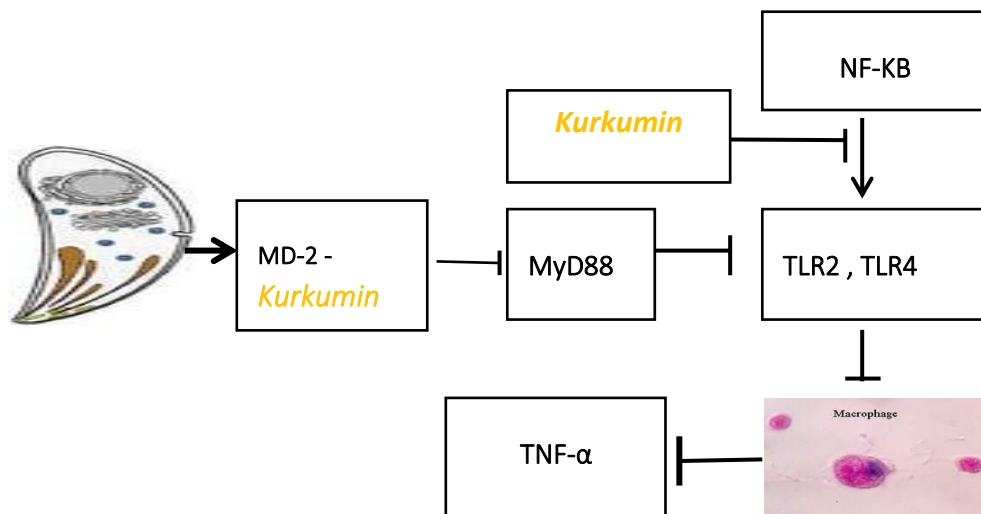 NF-KB
Kurkumin
MD-2 -
Kurkumin
MyD88
TLR2 , TLR4
TNF-α
Macrophage